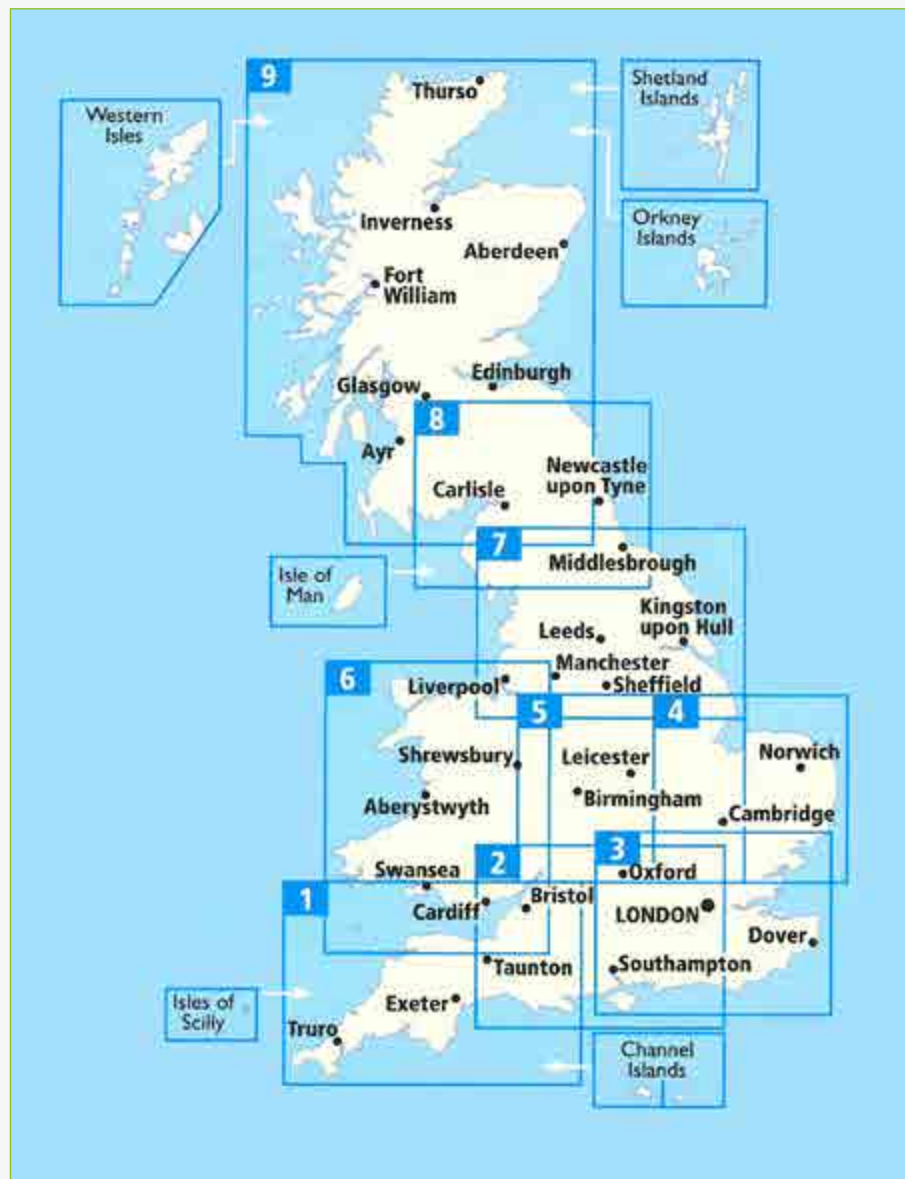 9
Thurso
Shetland
Islands
Western
Isles
Orkney
Islands
Inverness
Aberdeen
Fort
William
Edinburgh
Glasgow
8
Ayr
Newcastle
upon Tyne
Carlisle
7
Middlesbrough
Isle of
Man
Kingston
upon Hull
Leeds
Manchester
6
Liverpool
Sheffield
5
4
Shrewsbury
Leicester
Norwich
Birmingham
Aberystwyth
Cambridge
2
3
Swansea
Oxford
1
Bristol
Cardiff
LONDON
Dover
Taunton
Southampton
Isles of
Scilly
Exeter
Truro
Channel
Islands